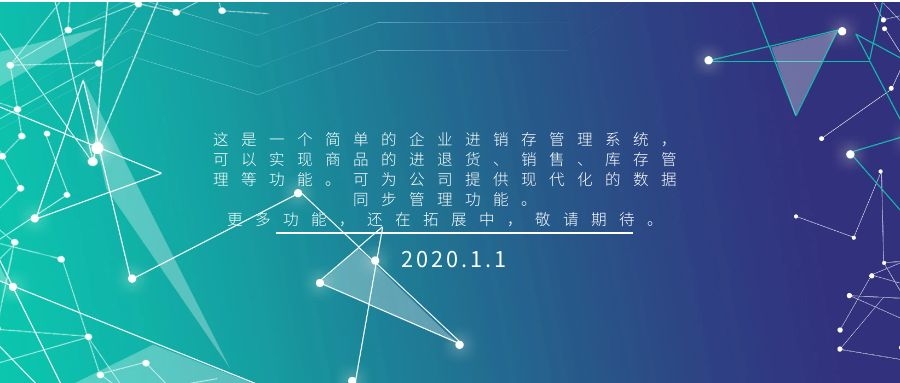 这是一个简单的企业进销存管理系统，
可以实现商品的进退货、销售、库存管
理等功能。可为公司提供现代化的数据
同步管理功能。
更多功能，还在拓展中，敬请期待。
2020.1.1